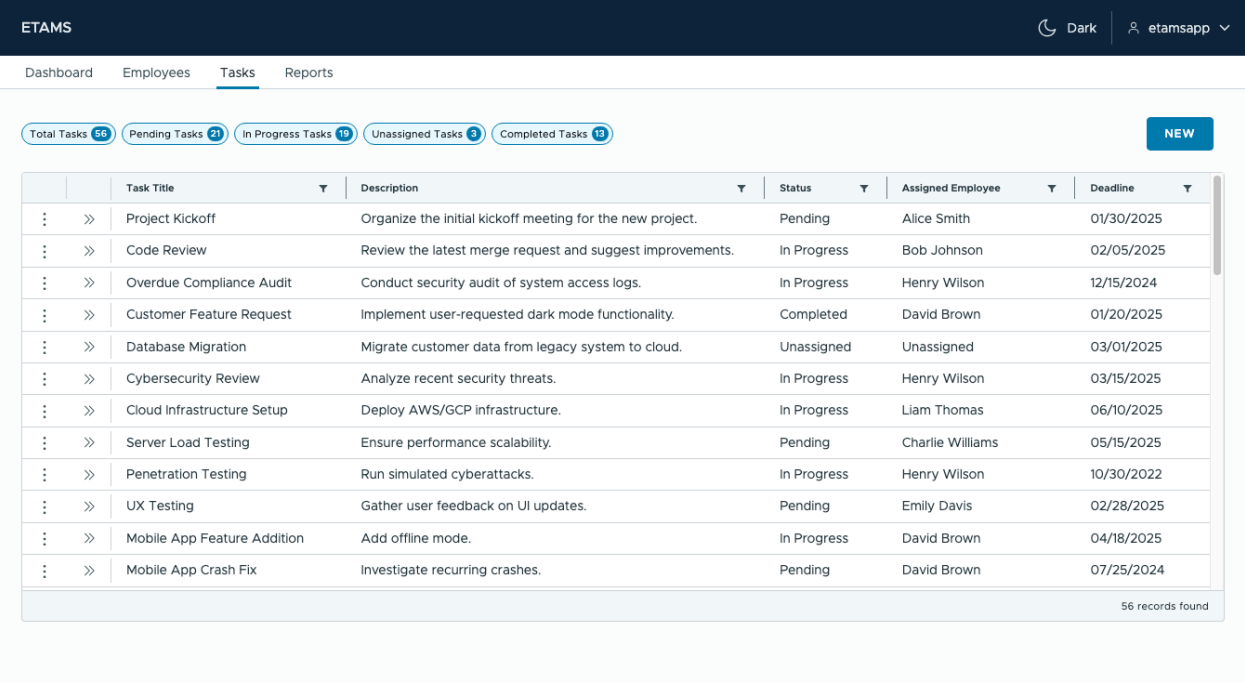 ETAMS Dark etamsapp
Dashboard Employees Tasks Reports
Total Tasks 56 Pending Tasks 21 In Progress Tasks 19 Unassigned Tasks 3 Completed Tasks 13 NEW
Task Title Description Status Assigned Employee Deadline
Project Kickoff Organize the initial kickoff meeting for the new project. Pending Alice Smith 01/30/2025
Code Review Review the latest merge request and suggest improvements. In Progress Bob Johnson 02/05/2025
Overdue Compliance Audit Conduct security audit of system access logs. In Progress Henry Wilson 12/15/2024
Customer Feature Request Implement user-requested dark mode functionality. Completed David Brown 01/20/2025
Database Migration Migrate customer data from legacy system to cloud. Unassigned Unassigned 03/01/2025
Cybersecurity Review Analyze recent security threats. In Progress Henry Wilson 03/15/2025
Cloud Infrastructure Setup Deploy AWS/GCP infrastructure. In Progress Liam Thomas 06/10/2025
Server Load Testing Ensure performance scalability. Pending Charlie Williams 05/15/2025
Penetration Testing Run simulated cyberattacks. In Progress Henry Wilson 10/30/2022
UX Testing Gather user feedback on UI updates. Pending Emily Davis 02/28/2025
Mobile App Feature Addition Add offline mode. In Progress David Brown 04/18/2025
Mobile App Crash Fix Investigate recurring crashes. Pending David Brown 07/25/2024
56 records found